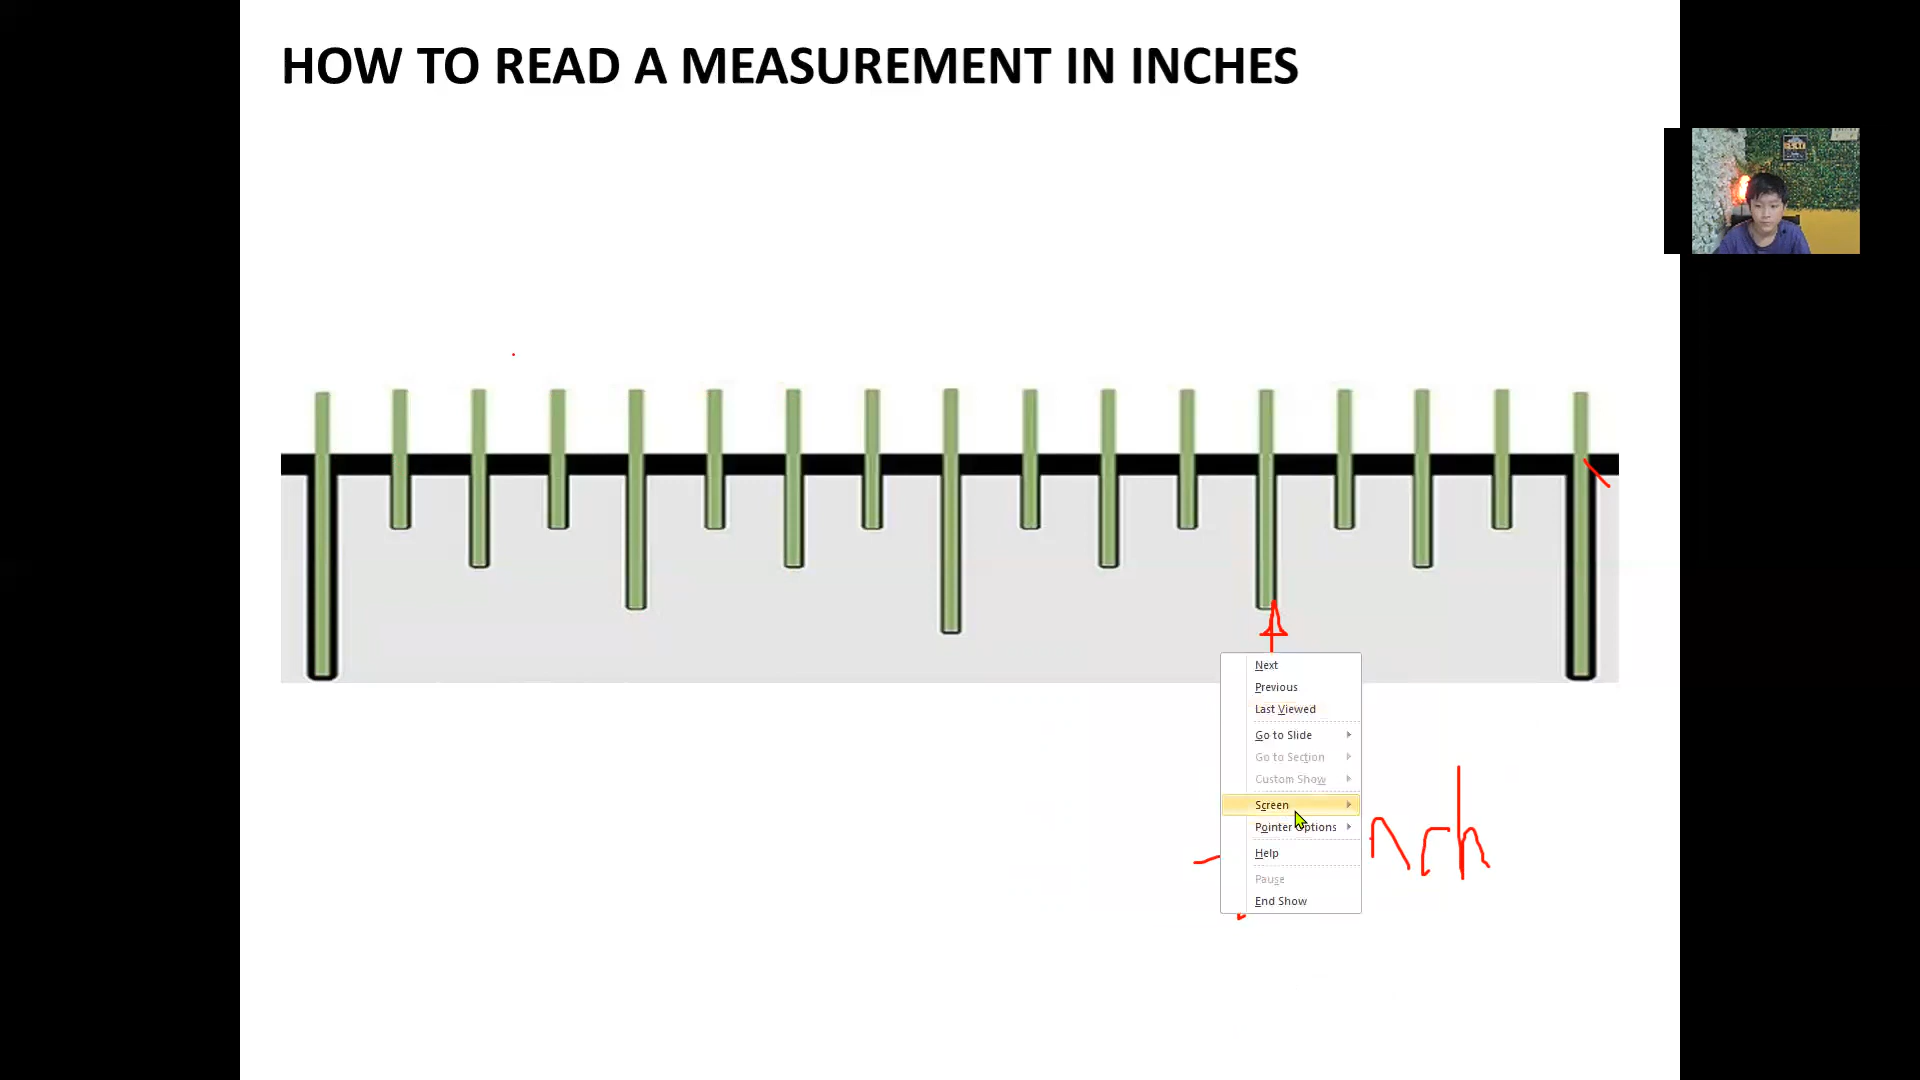 HOW TO READ A MEASUREMENT IN INCHES
Next
Previous
Last Viewed
Go to Slide
Go to Section
Custom Show
Screen
Pointer Options
nch
Help
Pause
End Show